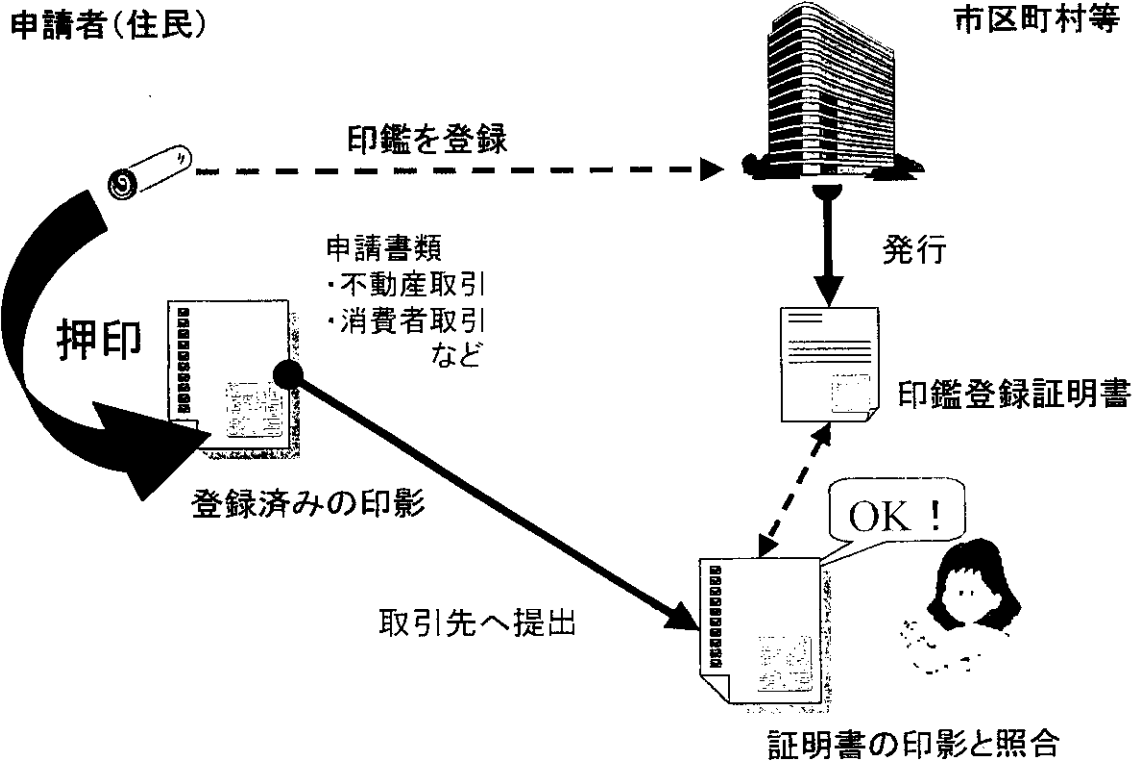 申請者(住民)
市区町村等
印鑑を登録
申請書類
・不動産取引
・消費者取引
など
発行
押印
印鑑登録証明書
登録済みの印影
OK！
取引先へ提出
証明書の印影と照合